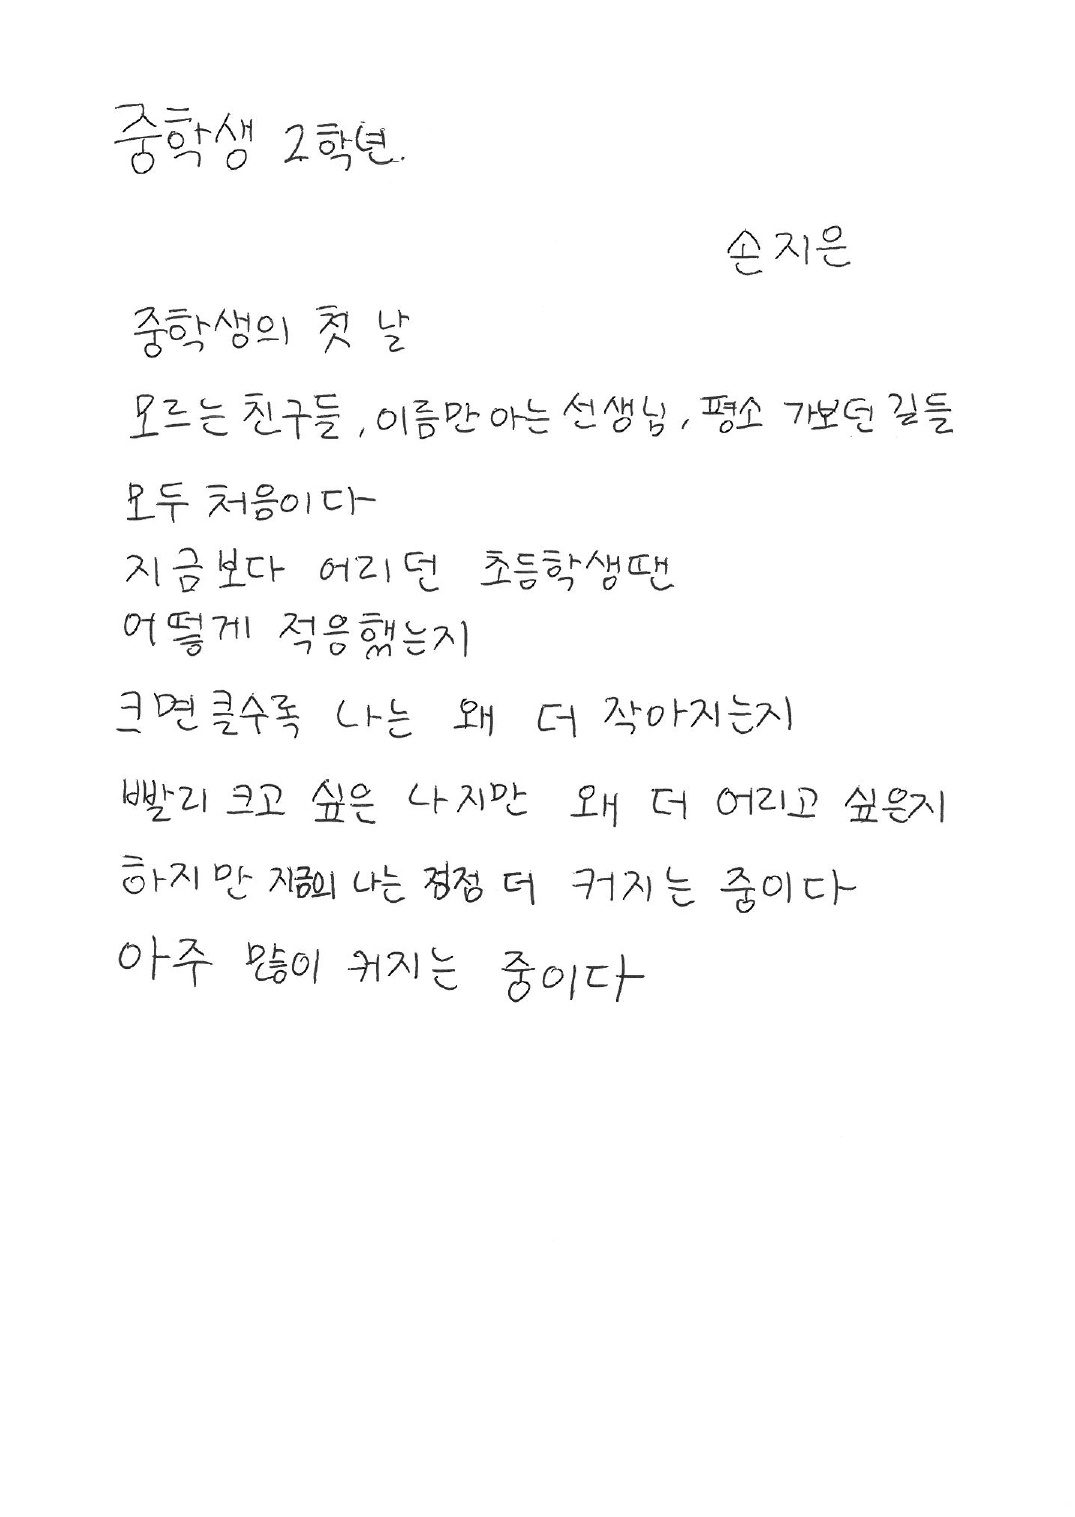 중학생 2학년.
손지은
중학생의 첫 날
모르는 친구들, 이름만 아는 선생님, 평소 가보던 길들
모두 처음이다
지금보다 어리던 초등학생땐
어떻게 적응했는지
크면 클수록 나는 왜 더 작아지는지
빨리 크고 싶은 나지만 왜 더 어리고 싶은지
하지만 지금의 나는 점점 더 커지는 중이다
아주 많이 커지는 중이다